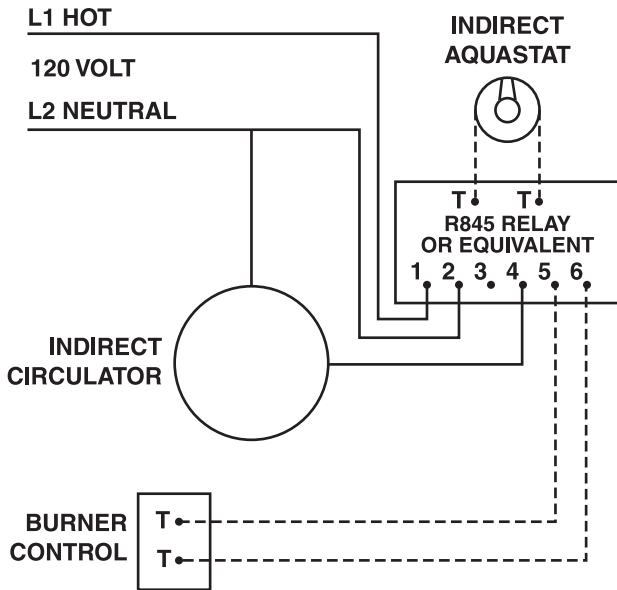 L1 HOT
120 VOLT
L2 NEUTRAL
INDIRECT
AQUASTAT
T T
R845 RELAY
OR EQUIVALENT
1 2 3 4 5 6
INDIRECT
CIRCULATOR
BURNER
CONTROL
T
T